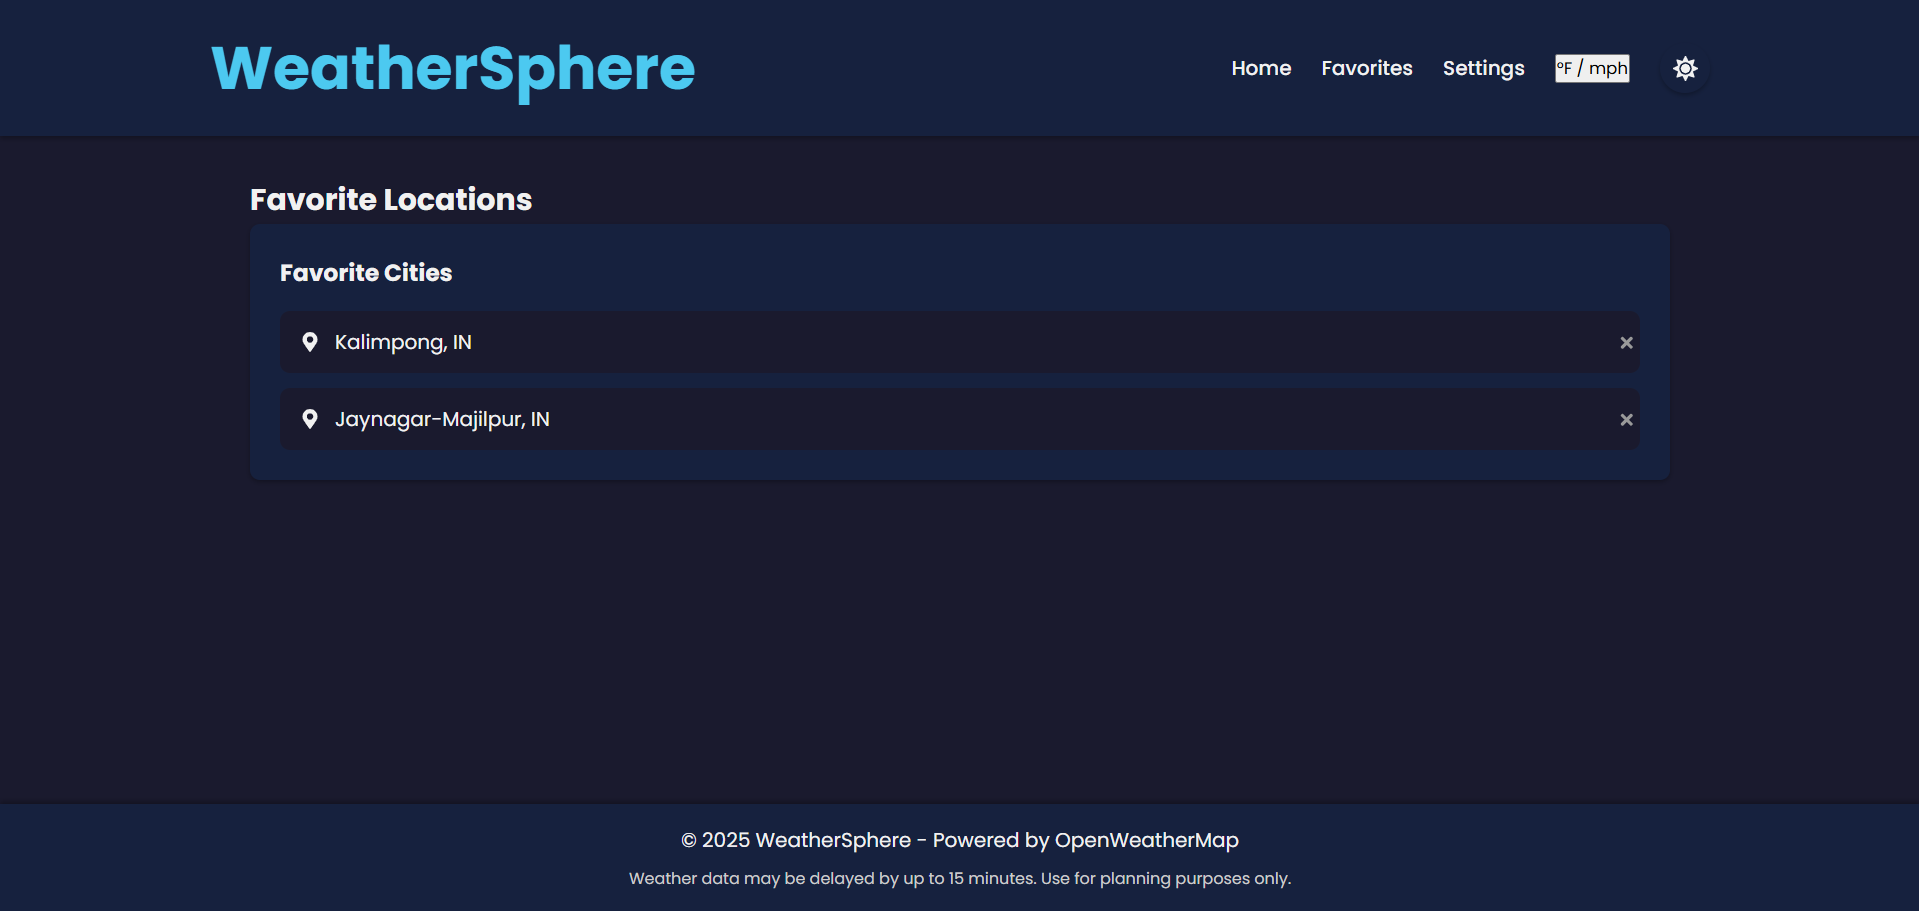 WeatherSphere
Home Favorites Settings °F / mph
Favorite Locations
Favorite Cities
Kalimpong, IN
Jaynagar-Majilpur, IN
© 2025 WeatherSphere - Powered by OpenWeatherMap
Weather data may be delayed by up to 15 minutes. Use for planning purposes only.